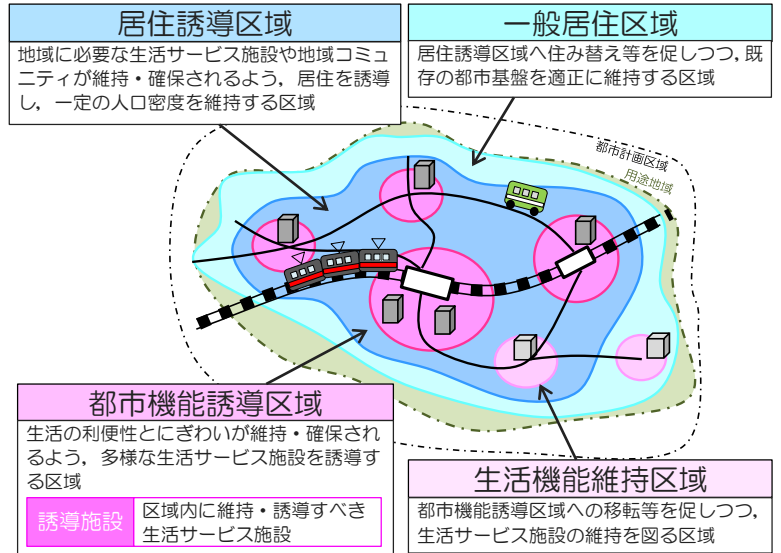 居住誘導区域
地域に必要な生活サービス施設や地域コミュ
ニティが維持・確保されるよう，居住を誘導
し，一定の人口密度を維持する区域
一般居住区域
居住誘導区域へ住み替え等を促しつつ，既
存の都市基盤を適正に維持する区域
都市計画区域
用途地域
都市機能誘導区域
生活の利便性とにぎわいが維持・確保され
るよう，多様な生活サービス施設を誘導す
る区域
誘導施設
区域内に維持・誘導すべき
生活サービス施設
生活機能維持区域
都市機能誘導区域への移転等を促しつつ，
生活サービス施設の維持を図る区域